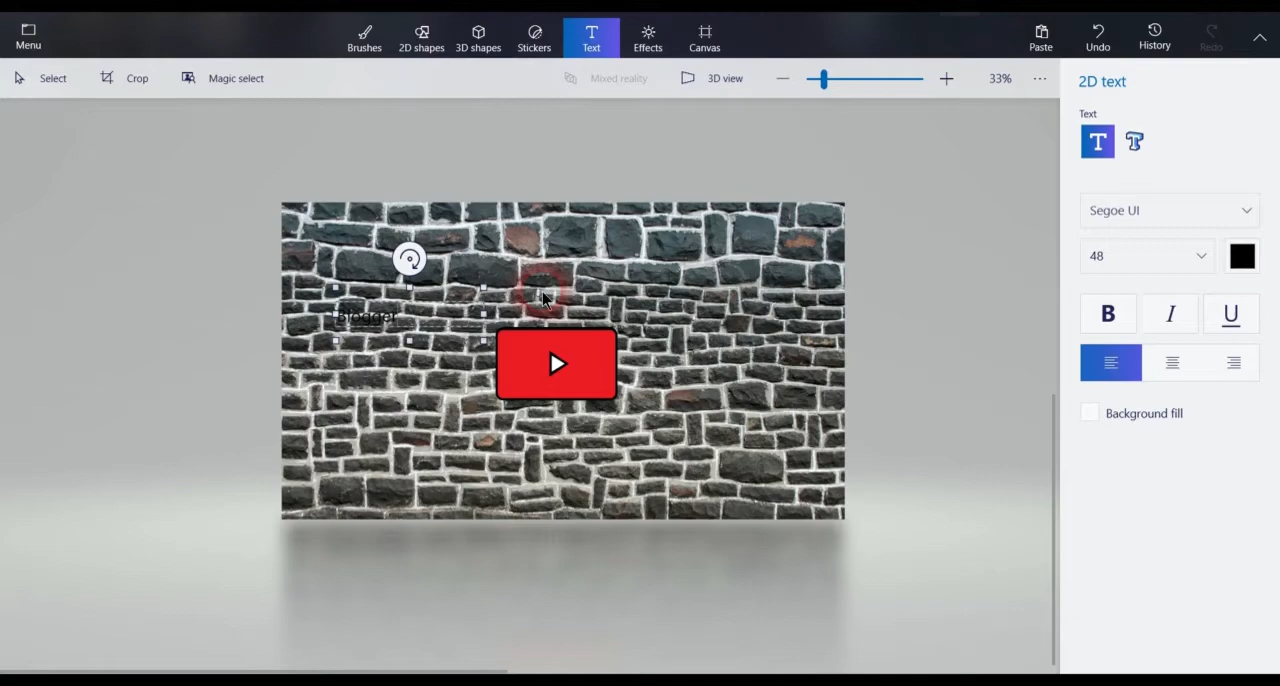 Menu
Brushes
2D shapes
3D shapes
Stickers
Text
Effects
Canvas
Paste
Undo
History
Redo
Select
Crop
Magic select
Mixed reality
3D view
33%
2D text
Text
Segoe UI
48
B I U
Background fill
Blogger